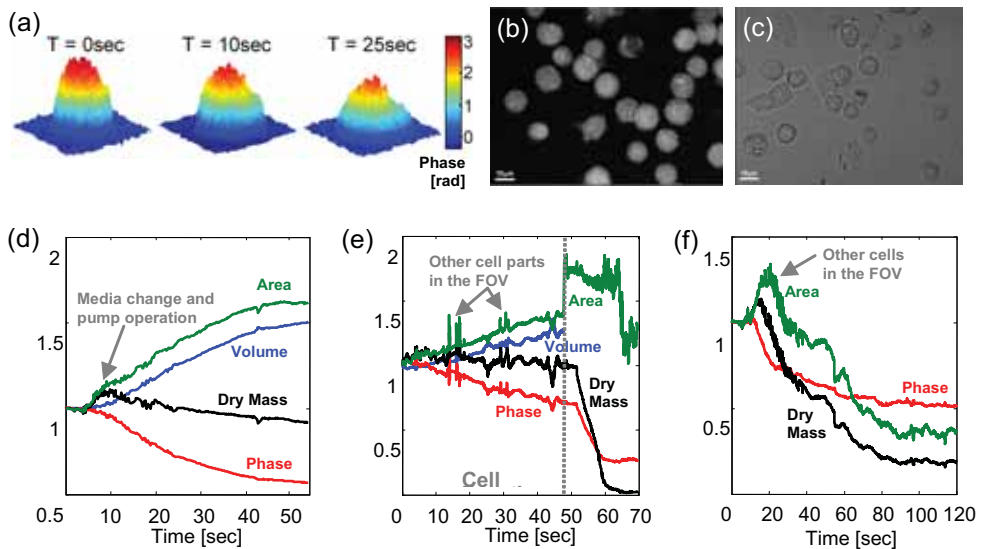 (a)
T = 0sec
T = 10sec
T = 25sec
3
2
1
0
Phase
[rad]
(b)
(c)
(d)
2
1.5
1
0.5
Area
Media change and
pump operation
Volume
Dry Mass
Phase
0 10 20 30 40 50
Time [sec]
(e)
2
1.5
1
0.5
Other cell parts
in the FOV
Area
Volume
Dry
Mass
Phase
Cell
0 10 20 30 40 50 60 70
Time [sec]
(f)
1.5
1
0.5
Other cells
in the FOV
Area
Phase
Dry
Mass
0 20 40 60 80 100 120
Time [sec]